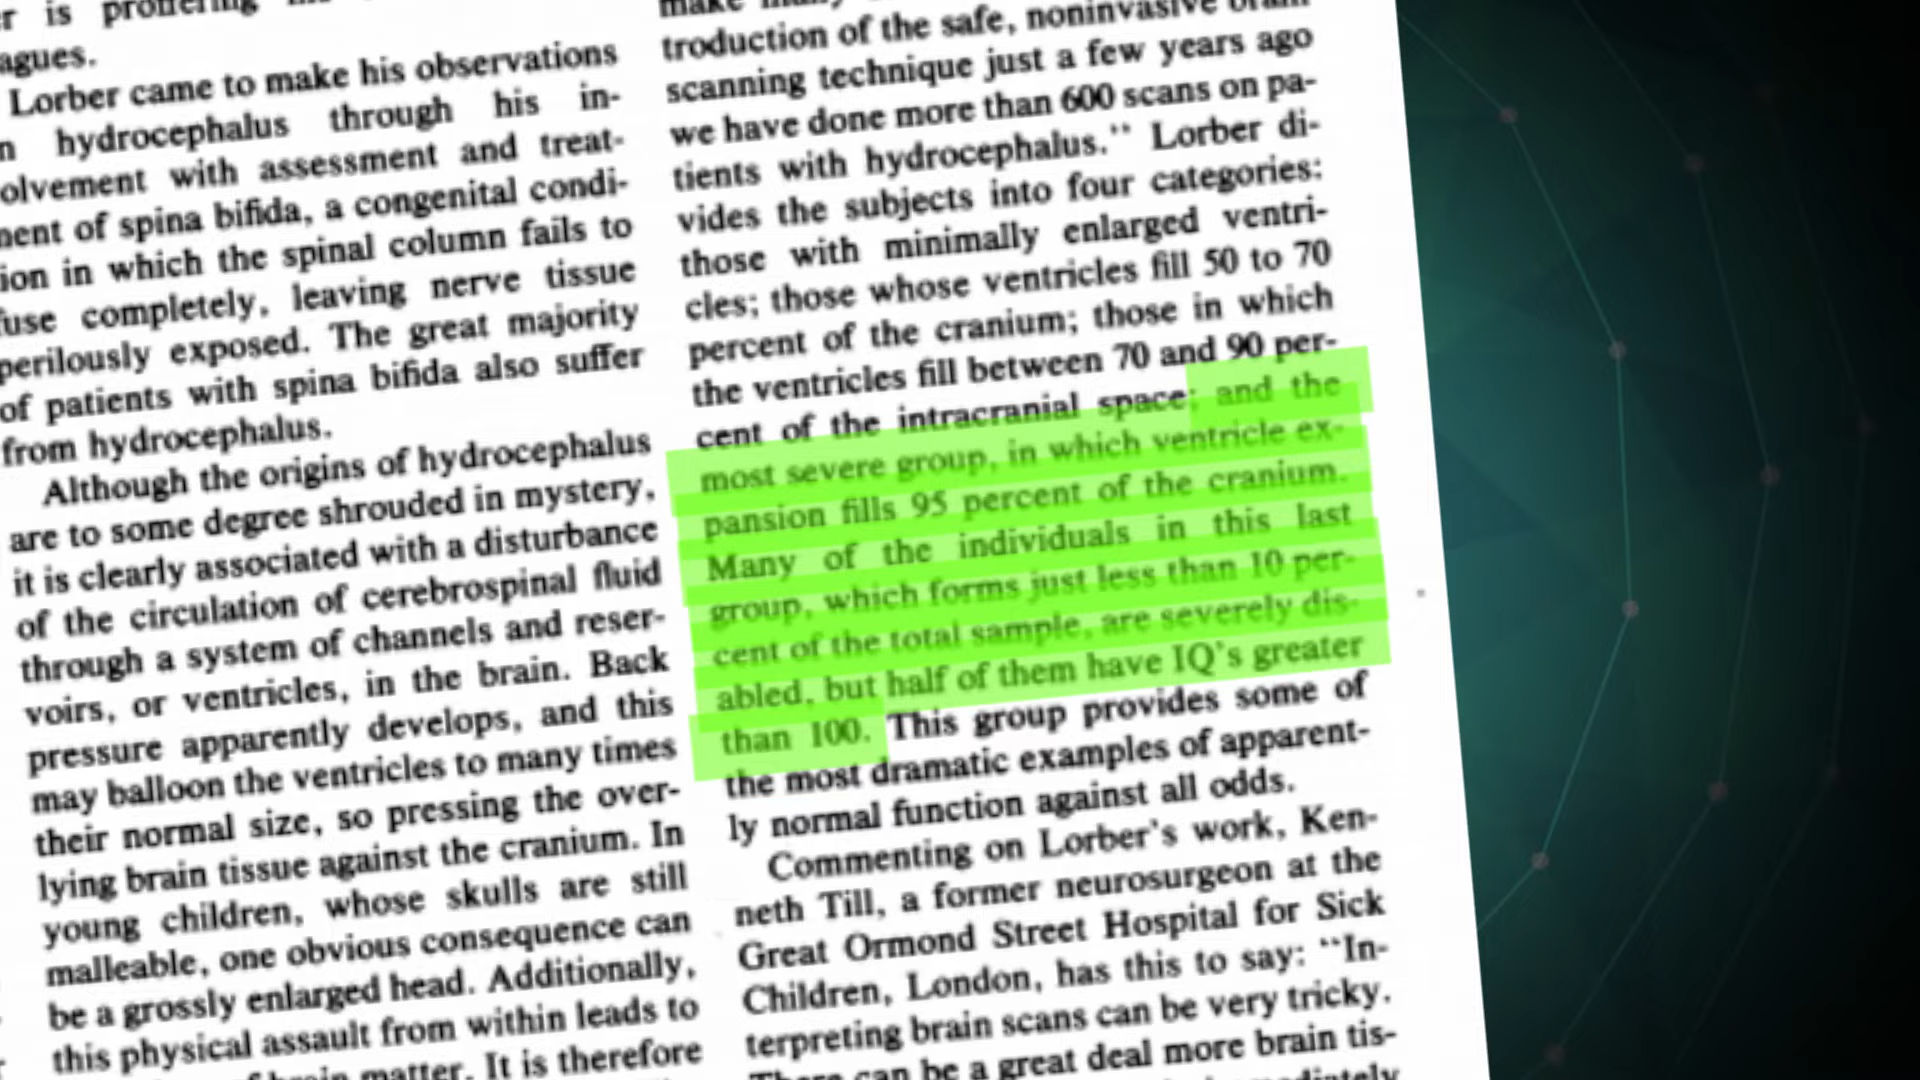 er is proffering
agues.
Lorber came to make his observations
n hydrocephalus through his in-
olvement with assessment and treat-
ment of spina bifida, a congenital condi-
ion in which the spinal column fails to
fuse completely, leaving nerve tissue
perilously exposed. The great majority
of patients with spina bifida also suffer
from hydrocephalus.
Although the origins of hydrocephalus
are to some degree shrouded in mystery,
it is clearly associated with a disturbance
of the circulation of cerebrospinal fluid
through a system of channels and reser-
voirs, or ventricles, in the brain. Back
pressure apparently develops, and this
may balloon the ventricles to many times
their normal size, so pressing the over-
lying brain tissue against the cranium. In
young children, whose skulls are still
malleable, one obvious consequence can
be a grossly enlarged head. Additionally,
this physical assault from within leads to
of brain matter. It is therefore
make many
troduction of the safe, noninvasive brain
scanning technique just a few years ago
we have done more than 600 scans on pa-
tients with hydrocephalus." Lorber di-
vides the subjects into four categories:
those with minimally enlarged ventri-
cles; those whose ventricles fill 50 to 70
percent of the cranium; those in which
the ventricles fill between 70 and 90 per-
cent of the intracranial space; and the
most severe group, in which ventricle ex-
pansion fills 95 percent of the cranium.
Many of the individuals in this last
group, which forms just less than 10 per-
cent of the total sample, are severely dis-
abled, but half of them have IQ's greater
than 100. This group provides some of
the most dramatic examples of apparent-
ly normal function against all odds.
Commenting on Lorber's work, Ken-
neth Till, a former neurosurgeon at the
Great Ormond Street Hospital for Sick
Children, London, has this to say: "In-
terpreting brain scans can be very tricky.
There can be a great deal more brain tis-